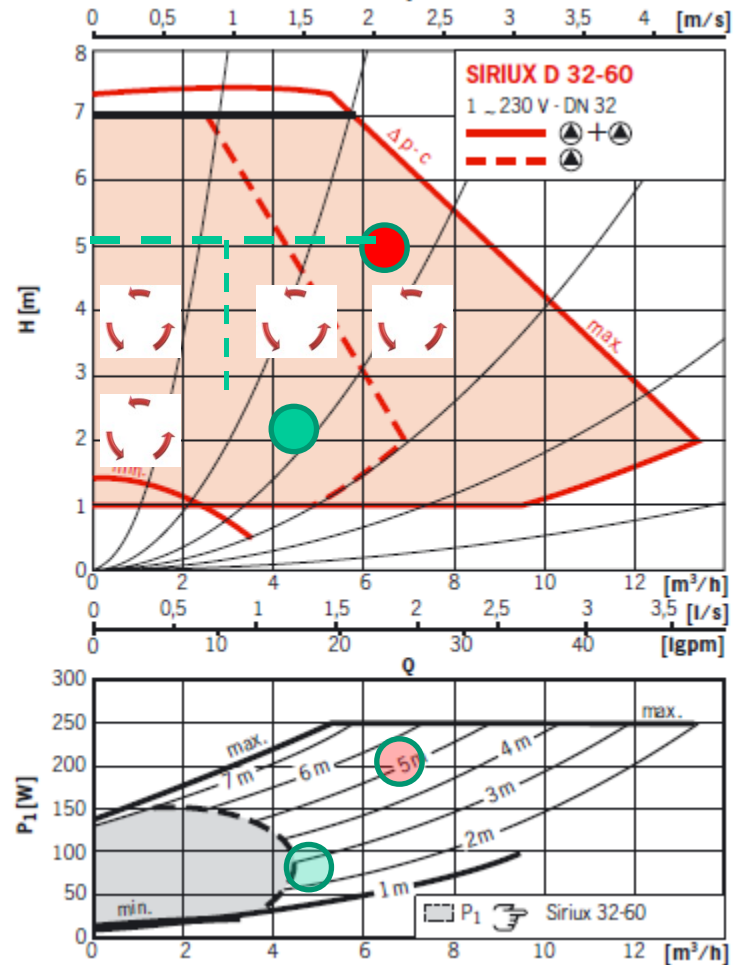 0 0,5 1 1,5 2 2,5 3 3,5 4 [m/s]
8
7
6
5
4
3
2
1
0
H [m]
SIRIUX D 32-60
1 ~ 230 V - DN 32
+
Δp-c
max.
min.
0 2 4 6 8 10 12 [m³/h]
0 0,5 1 1,5 2 2,5 3 3,5 [l/s]
0 10 20 30 40 [Igpm]
Q
300
250
200
150
100
50
0
P₁ [W]
max.
max.
7 m
6 m
5 m
4 m
3 m
2 m
1 m
min.
P₁ Siriux 32-60
0 2 4 6 8 10 12 [m³/h]